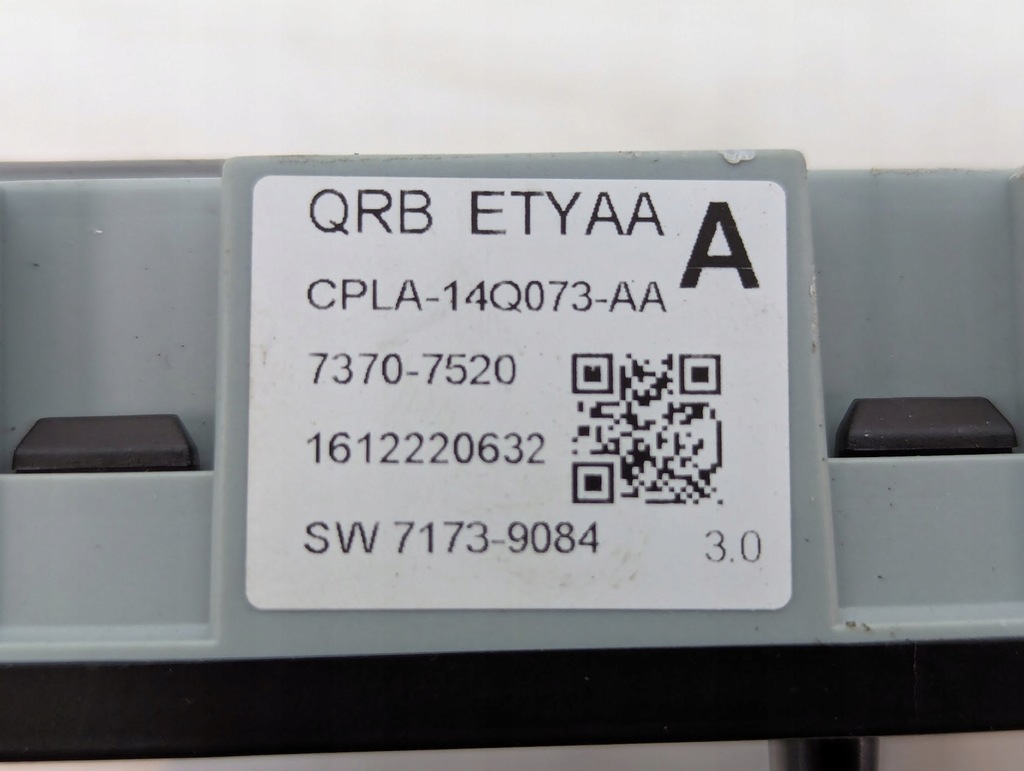 QRB ETYAA
A
CPLA-14Q073-AA
7370-7520
1612220632
SW 7173-9084
3.0